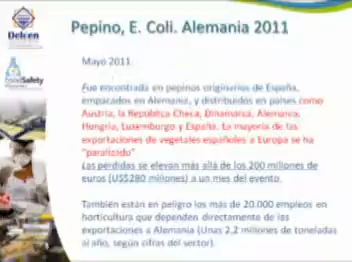 Delcen
Food Safety
Pepino, E. Coli. Alemania 2011
Mayo 2011
Fue encontrada en pepinos originarios de España,
empacados en Alemania, y distribuidos en países como
Austria, la República Checa, Dinamarca, Alemania,
Hungria, Luxemburgo y España. La mayoría de las
exportaciones de vegetales españoles a Europa se ha
"paralizado"
Las perdidas se elevan más allá de los 200 millones de
euros (US$280 millones) a un mes del evento.
También están en peligro los más de 20.000 empleos en
horticultura que dependen directamente de las
exportaciones a Alemania (Unas 2,2 millones de toneladas
al año, según cifras del sector).